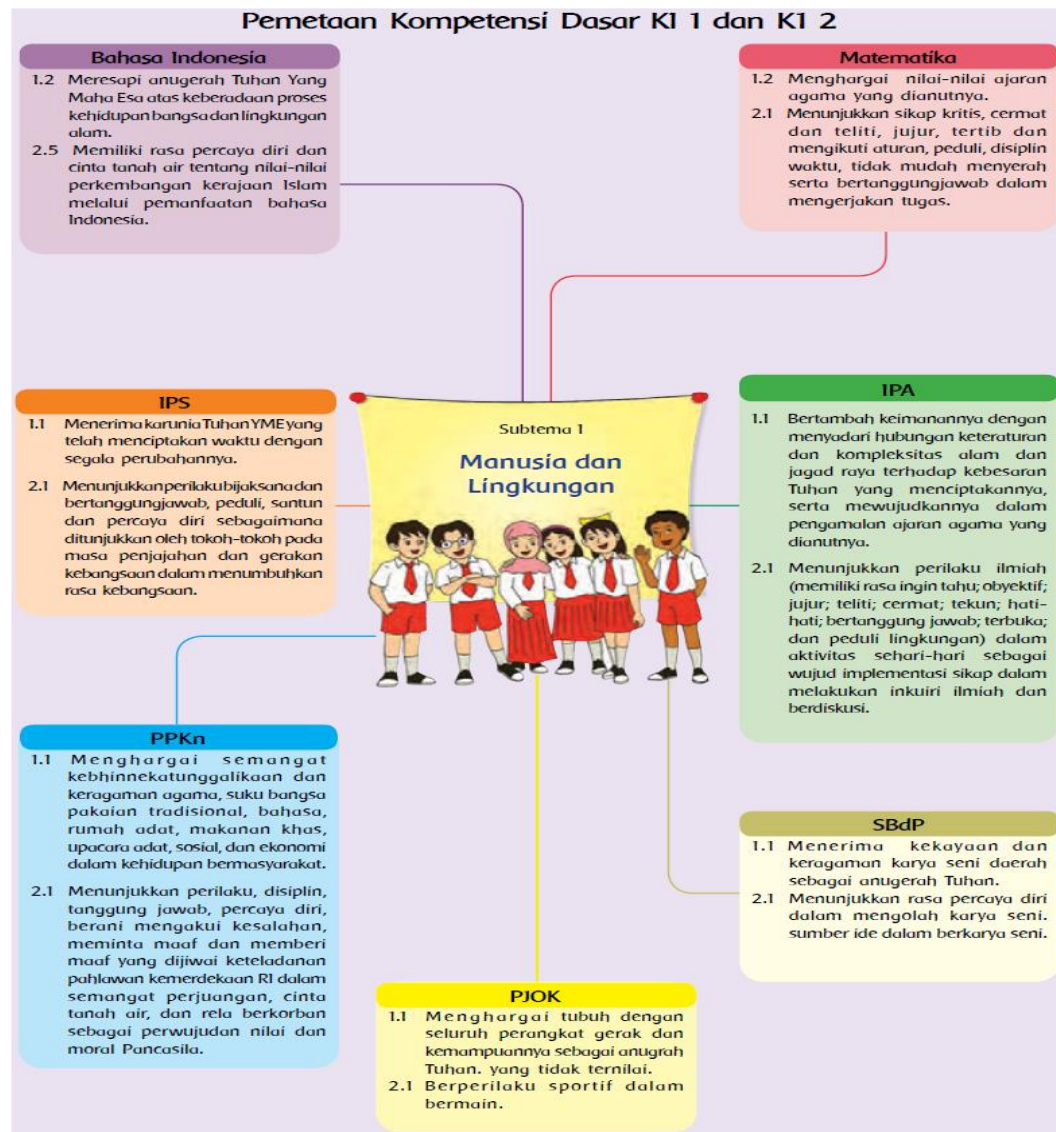 Pemetaan Kompetensi Dasar KI 1 dan K1 2
Bahasa Indonesia
1.2 Meresapi anugerah Tuhan Yang
Maha Esa atas keberadaan proses
kehidupan bangsa dan lingkungan
alam.
2.5 Memiliki rasa percaya diri dan
cinta tanah air tentang nilai-nilai
perkembangan kerajaan Islam
melalui pemanfaatan bahasa
Indonesia.
Matematika
1.2 Menghargai nilai-nilai ajaran
agama yang dianutnya.
2.1 Menunjukkan sikap kritis, cermat
dan teliti, jujur, tertib dan
mengikuti aturan, peduli, disiplin
waktu, tidak mudah menyerah
serta bertanggungjawab dalam
mengerjakan tugas.
IPS
1.1 Menerima karunia Tuhan YME yang
telah menciptakan waktu dengan
segala perubahannya.
2.1 Menunjukkan perilaku bijaksana dan
bertanggungjawab, peduli, santun
dan percaya diri sebagaimana
ditunjukkan oleh tokoh-tokoh pada
masa penjajahan dan gerakan
kebangsaan dalam menumbuhkan
rasa kebangsaan.
Subtema 1
Manusia dan
Lingkungan
IPA
1.1 Bertambah keimanannya dengan
menyadari hubungan keteraturan
dan kompleksitas alam dan
jagad raya terhadap kebesaran
Tuhan yang menciptakannya,
serta mewujudkannya dalam
pengamalan ajaran agama yang
dianutnya.
2.1 Menunjukkan perilaku ilmiah
(memiliki rasa ingin tahu; obyektif;
jujur; teliti; cermat; tekun; hati-
hati; bertanggung jawab; terbuka;
dan peduli lingkungan) dalam
aktivitas sehari-hari sebagai
wujud implementasi sikap dalam
melakukan inkuiri ilmiah dan
berdiskusi.
PPKn
1.1 Menghargai semangat
kebhinnekatunggalikaan dan
keragaman agama, suku bangsa
pakaian tradisional, bahasa,
rumah adat, makanan khas,
upacara adat, sosial, dan ekonomi
dalam kehidupan bermasyarakat.
2.1 Menunjukkan perilaku, disiplin,
tanggung jawab, percaya diri,
berani mengakui kesalahan,
meminta maaf dan memberi
maaf yang dijiwai keteladanan
pahlawan kemerdekaan RI dalam
semangat perjuangan, cinta
tanah air, dan rela berkorban
sebagai perwujudan nilai dan
moral Pancasila.
SBdP
1.1 Menerima kekayaan dan
keragaman karya seni daerah
sebagai anugerah Tuhan.
2.1 Menunjukkan rasa percaya diri
dalam mengolah karya seni.
sumber ide dalam berkarya seni.
PJOK
1.1 Menghargai tubuh dengan
seluruh perangkat gerak dan
kemampuannya sebagai anugrah
Tuhan. yang tidak ternilai.
2.1 Berperilaku sportif dalam
bermain.